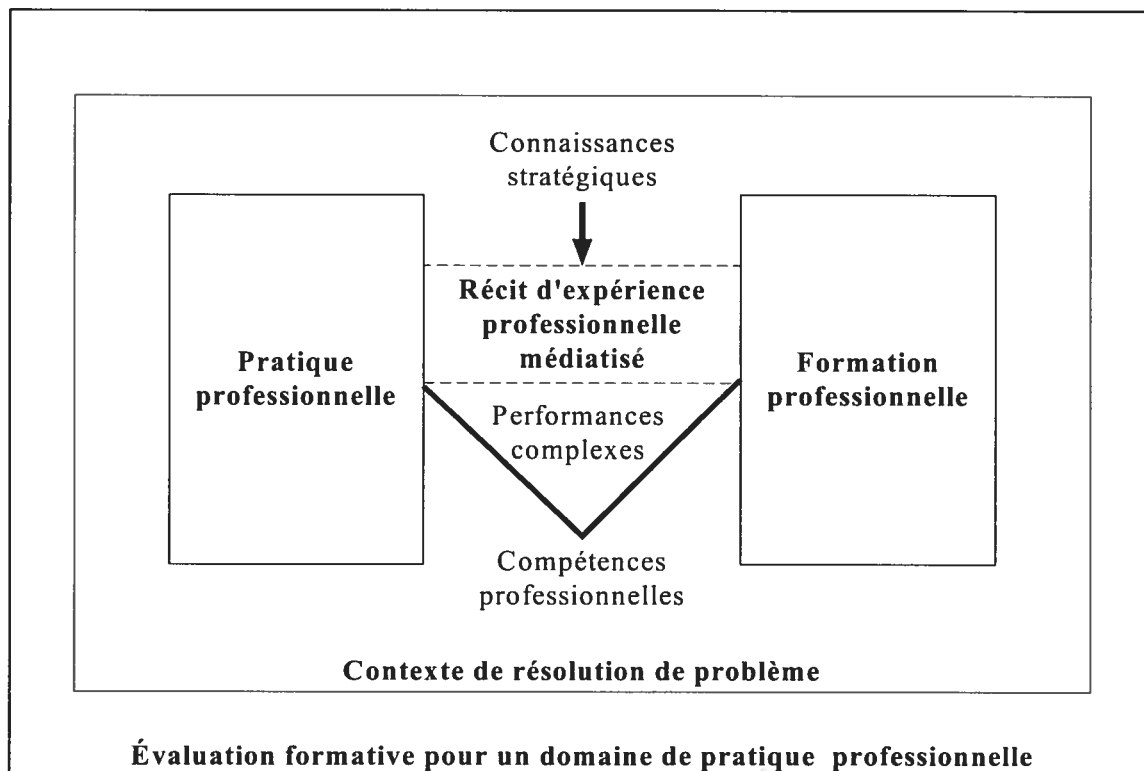 Connaissances
stratégiques
Récit d'expérience
professionnelle
médiatisé
Pratique
professionnelle
Formation
professionnelle
Performances
complexes
Compétences
professionnelles
Contexte de résolution de problème
Évaluation formative pour un domaine de pratique professionnelle